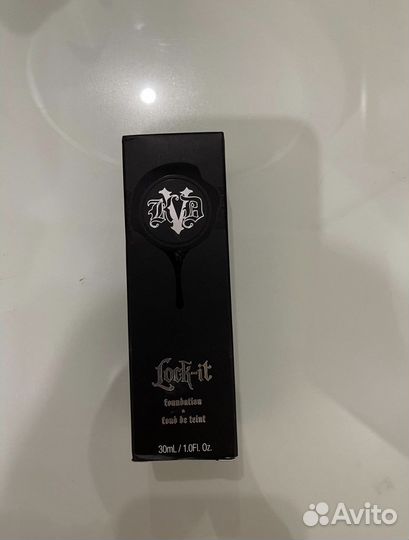 KVD
Lock-it
Foundation
&
Fond de teint
30mL / 1.0Fl. Oz.
Avito